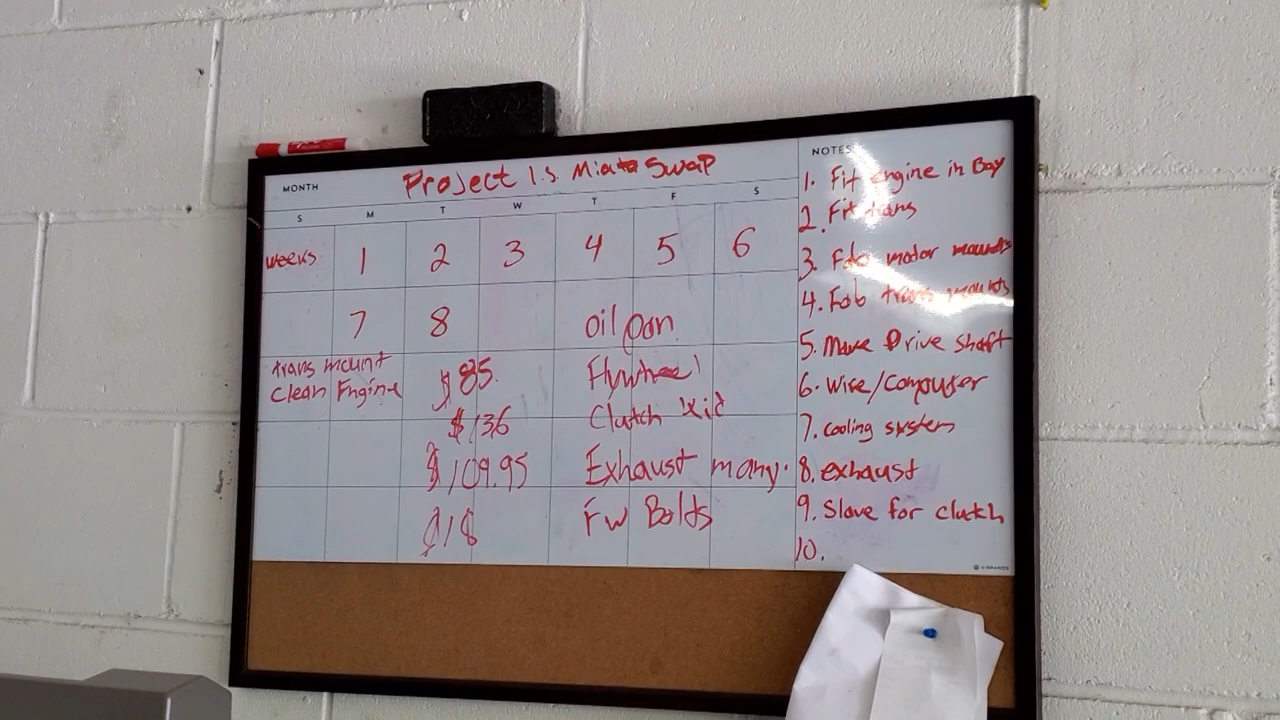 MONTH
Project 1.5. Miata Swap
NOTES
S M T W T F S
weeks 1 2 3 4 5 6
7 8 oil pan
trans mount
Clean Engine
$85. Flywheel
$136 Clutch kit
$109.95 Exhaust many.
$18 FW Bolts
1. Fit engine in Bay
2. Fit trans
3. Fab motor mounts
4. Fab trans mounts
5. Make Drive shaft
6. Wire/Computer
7. cooling system
8. exhaust
9. Slave for clutch
10.
U BRANDS